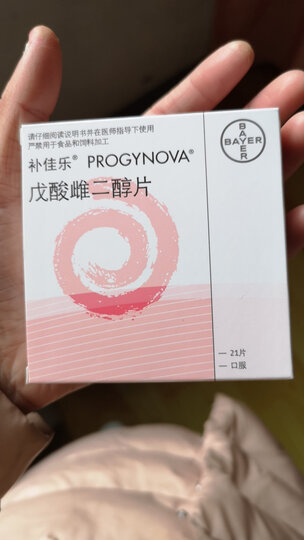 请仔细阅读说明书并在医师指导下使用
严禁用于食品和饲料加工
补佳乐® PROGYNOVA®
戊酸雌二醇片
BAYER
BAYER
— 21片
— 口服